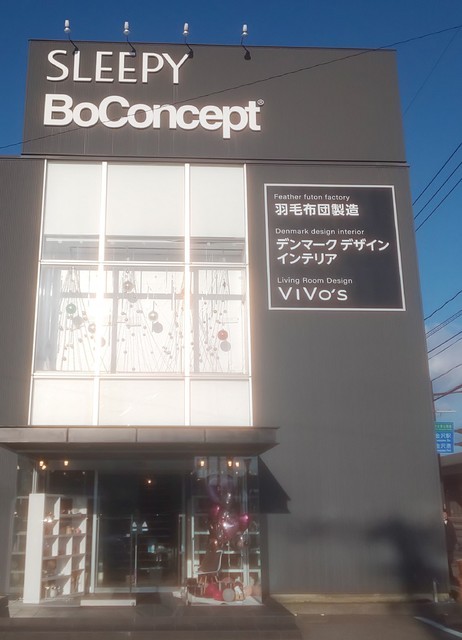 SLEEPY
BoConcept®
Feather futon factory
羽毛布団製造
Denmark design interior
デンマーク デザイン
インテリア
Living Room Design
ViVo's